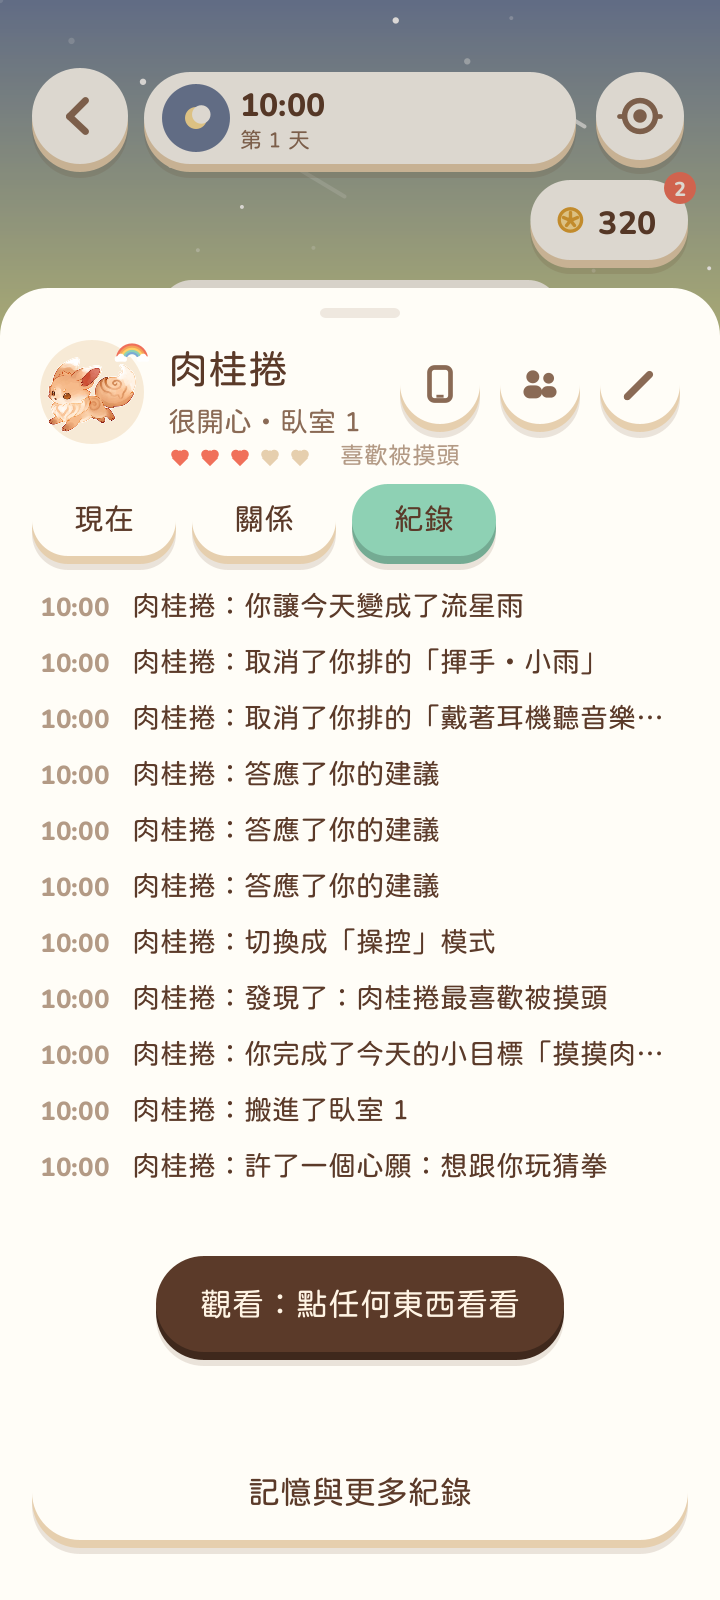 10:00
第 1 天
2
320
肉桂捲
很開心・臥室 1
喜歡被摸頭
現在
關係
紀錄
10:00 肉桂捲：你讓今天變成了流星雨
10:00 肉桂捲：取消了你排的「揮手・小雨」
10:00 肉桂捲：取消了你排的「戴著耳機聽音樂⋯
10:00 肉桂捲：答應了你的建議
10:00 肉桂捲：答應了你的建議
10:00 肉桂捲：答應了你的建議
10:00 肉桂捲：切換成「操控」模式
10:00 肉桂捲：發現了：肉桂捲最喜歡被摸頭
10:00 肉桂捲：你完成了今天的小目標「摸摸肉⋯
10:00 肉桂捲：搬進了臥室 1
10:00 肉桂捲：許了一個心願：想跟你玩猜拳
觀看：點任何東西看看
記憶與更多紀錄